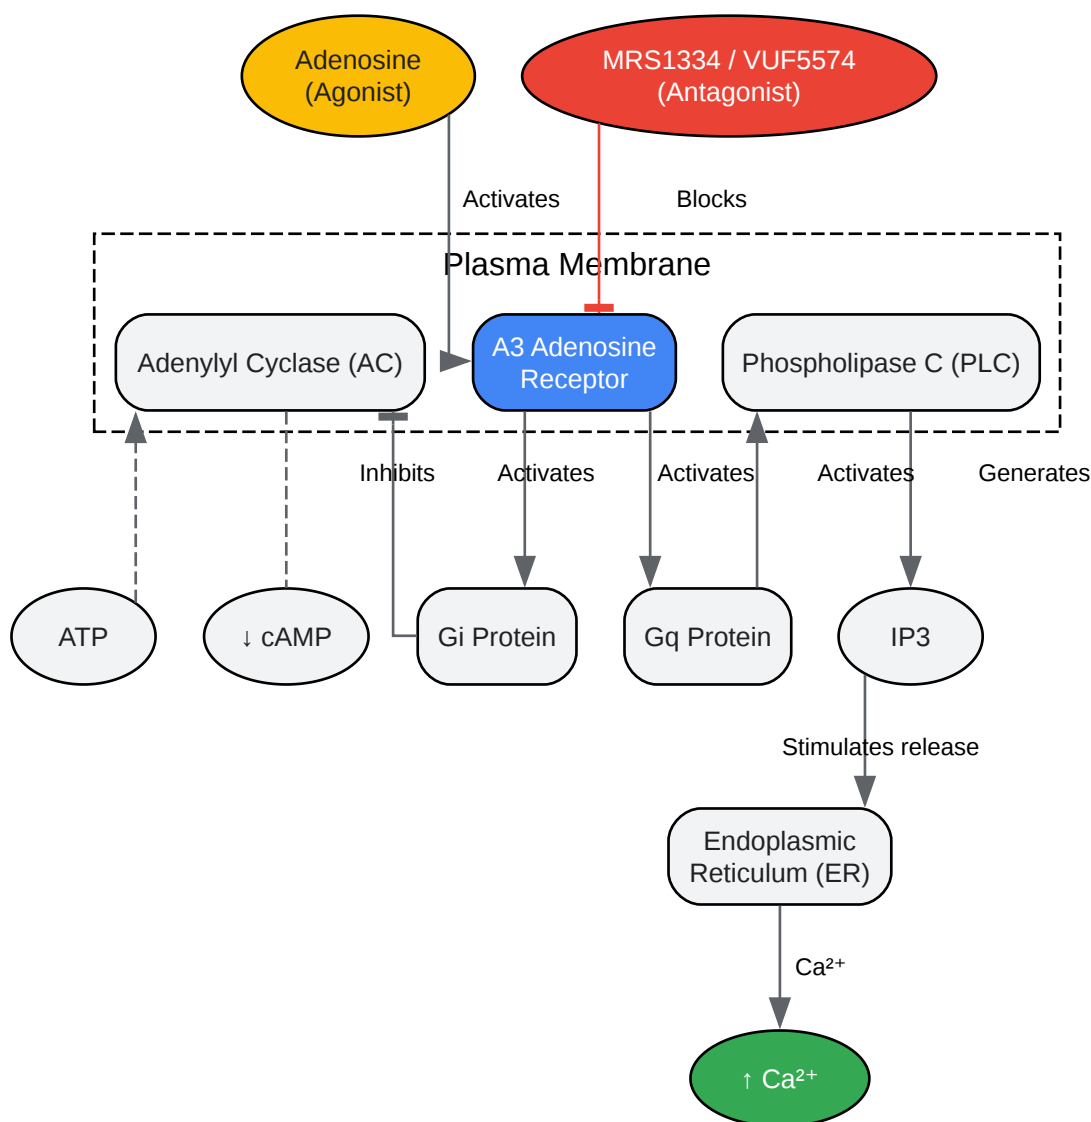 Adenosine
(Agonist)
MRS1334 / VUF5574
(Antagonist)
Activates
Blocks
Plasma Membrane
Adenylyl Cyclase (AC)
A3 Adenosine
Receptor
Phospholipase C (PLC)
Inhibits
Activates
Activates
Activates
Generates
ATP
↓ cAMP
Gi Protein
Gq Protein
IP3
Stimulates release
Endoplasmic
Reticulum (ER)
Ca²⁺
↑ Ca²⁺